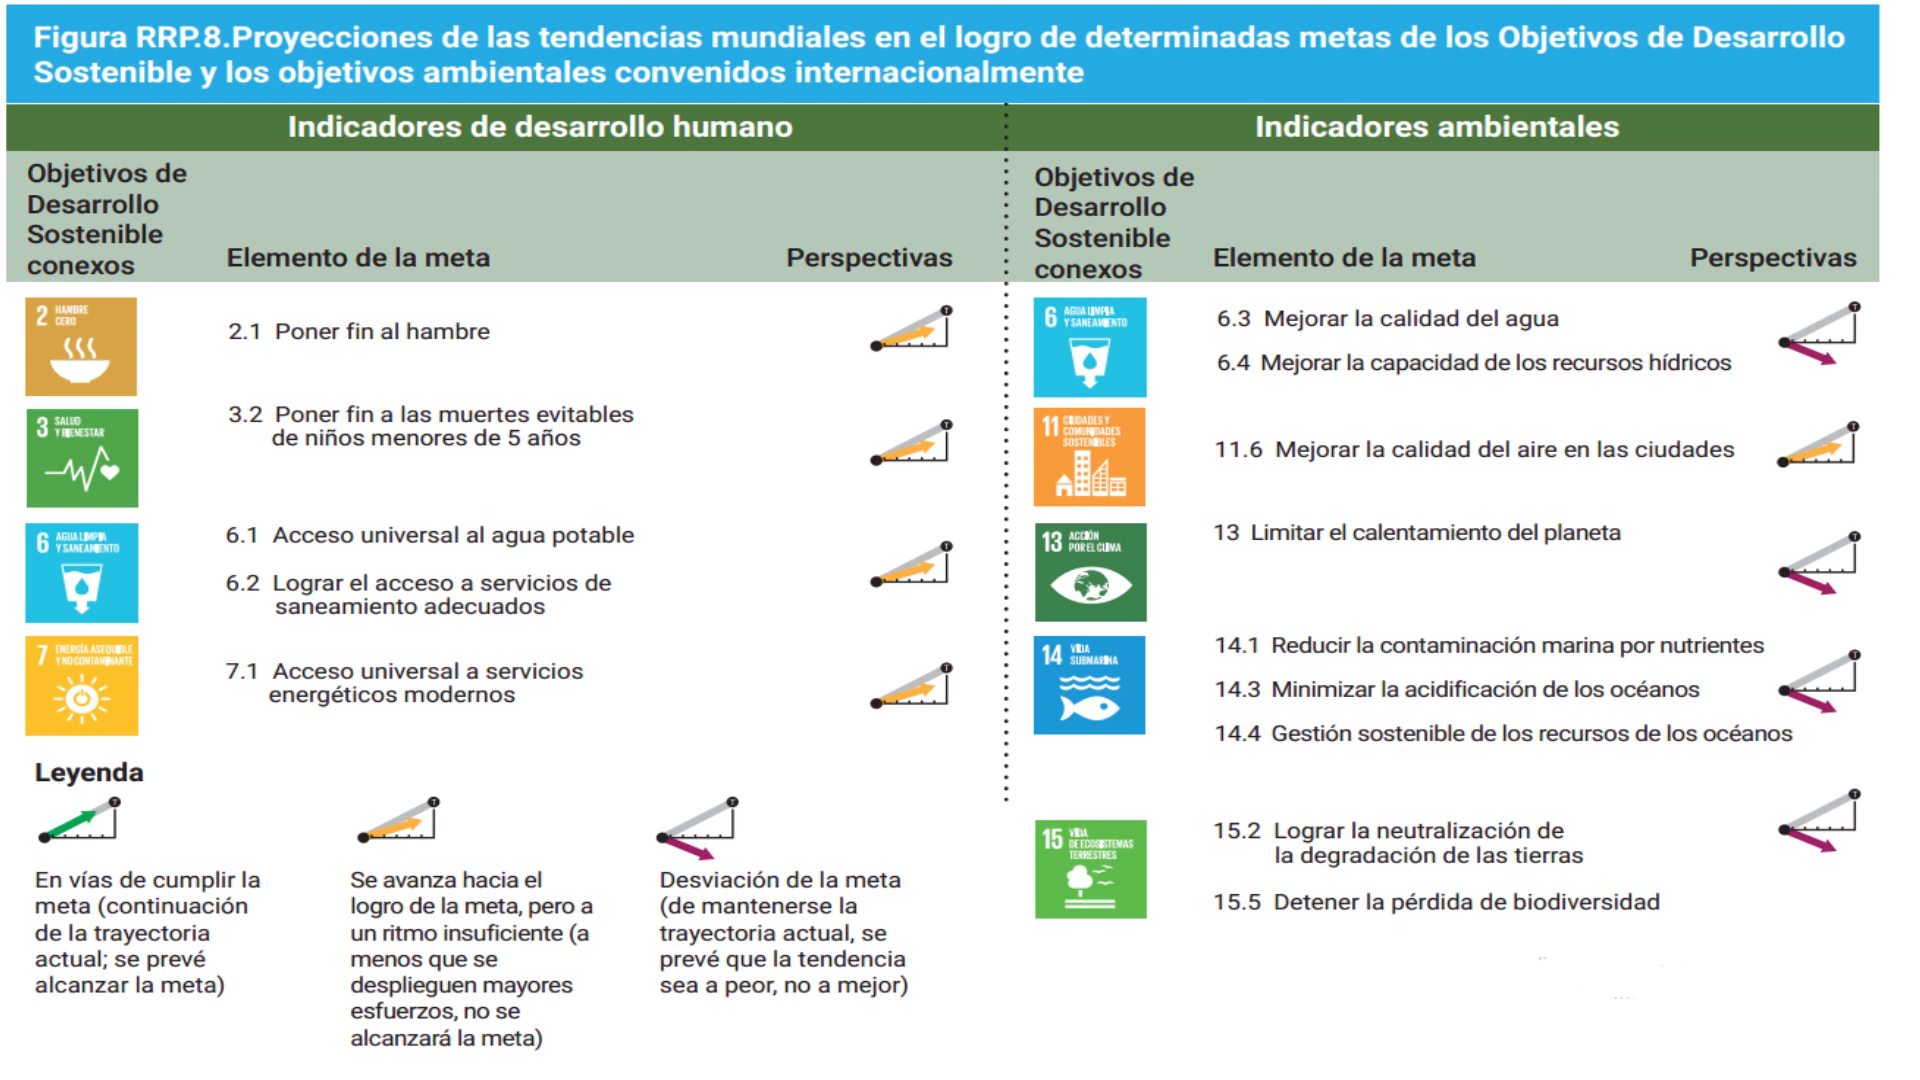 Figura RRP.8.Proyecciones de las tendencias mundiales en el logro de determinadas metas de los Objetivos de Desarrollo
Sostenible y los objetivos ambientales convenidos internacionalmente
Indicadores de desarrollo humano
Objetivos de
Desarrollo
Sostenible
conexos
Elemento de la meta
Perspectivas
2 HAMBRE
CERO
2.1 Poner fin al hambre
T
3 SALUD
Y BIENESTAR
3.2 Poner fin a las muertes evitables
de niños menores de 5 años
T
6 AGUA LIMPIA
Y SANEAMIENTO
6.1 Acceso universal al agua potable
6.2 Lograr el acceso a servicios de
saneamiento adecuados
T
7 ENERGÍA ASEQUIBLE
Y NO CONTAMINANTE
7.1 Acceso universal a servicios
energéticos modernos
T
Indicadores ambientales
Objetivos de
Desarrollo
Sostenible
conexos
Elemento de la meta
Perspectivas
6 AGUA LIMPIA
Y SANEAMIENTO
6.3 Mejorar la calidad del agua
6.4 Mejorar la capacidad de los recursos hídricos
T
11 CIUDADES Y
COMUNIDADES
SOSTENIBLES
11.6 Mejorar la calidad del aire en las ciudades
T
13 ACCIÓN
POR EL CLIMA
13 Limitar el calentamiento del planeta
T
14 VIDA
SUBMARINA
14.1 Reducir la contaminación marina por nutrientes
14.3 Minimizar la acidificación de los océanos
14.4 Gestión sostenible de los recursos de los océanos
T
15 VIDA
DE ECOSISTEMAS
TERRESTRES
15.2 Lograr la neutralización de
la degradación de las tierras
15.5 Detener la pérdida de biodiversidad
T
Leyenda
T
En vías de cumplir la
meta (continuación
de la trayectoria
actual; se prevé
alcanzar la meta)
T
Se avanza hacia el
logro de la meta, pero a
un ritmo insuficiente (a
menos que se
desplieguen mayores
esfuerzos, no se
alcanzará la meta)
T
Desviación de la meta
(de mantenerse la
trayectoria actual, se
prevé que la tendencia
sea a peor, no a mejor)